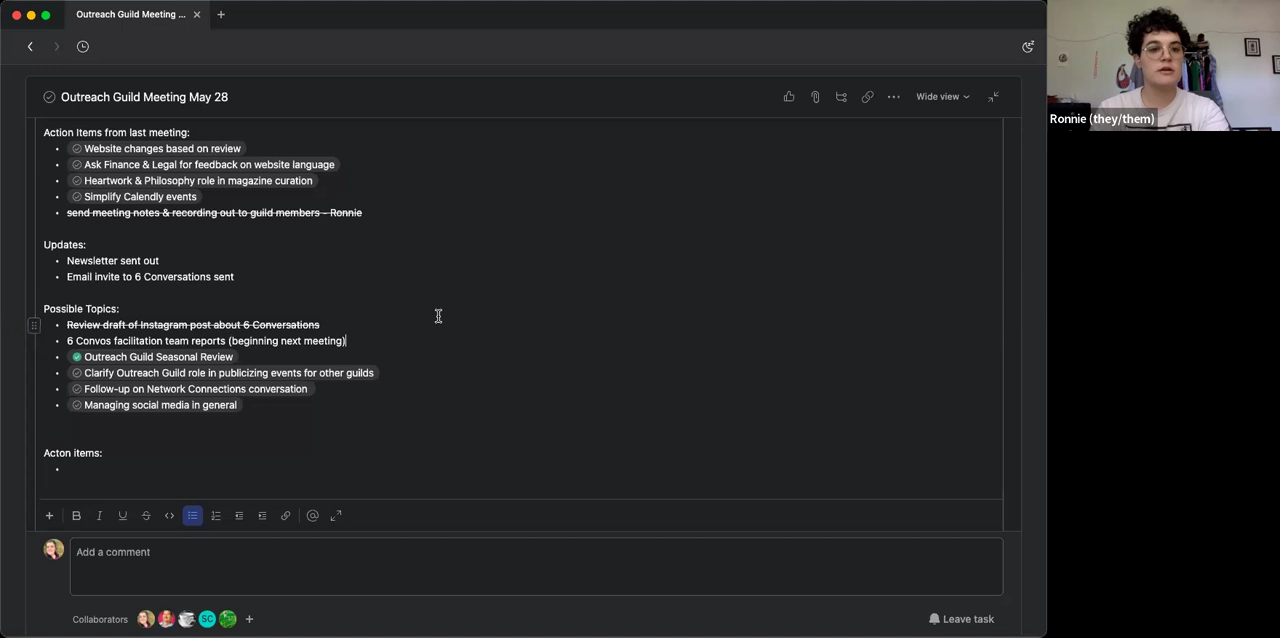 Outreach Guild Meeting ...
Outreach Guild Meeting May 28
Wide view
Action Items from last meeting:
Website changes based on review
Ask Finance & Legal for feedback on website language
Heartwork & Philosophy role in magazine curation
Simplify Calendly events
send meeting notes & recording out to guild members - Ronnie
Updates:
Newsletter sent out
Email invite to 6 Conversations sent
Possible Topics:
Review draft of Instagram post about 6 Conversations
6 Convos facilitation team reports (beginning next meeting)
Outreach Guild Seasonal Review
Clarify Outreach Guild role in publicizing events for other guilds
Follow-up on Network Connections conversation
Managing social media in general
Acton items:
Add a comment
Collaborators
SC
Leave task
Ronnie (they/them)